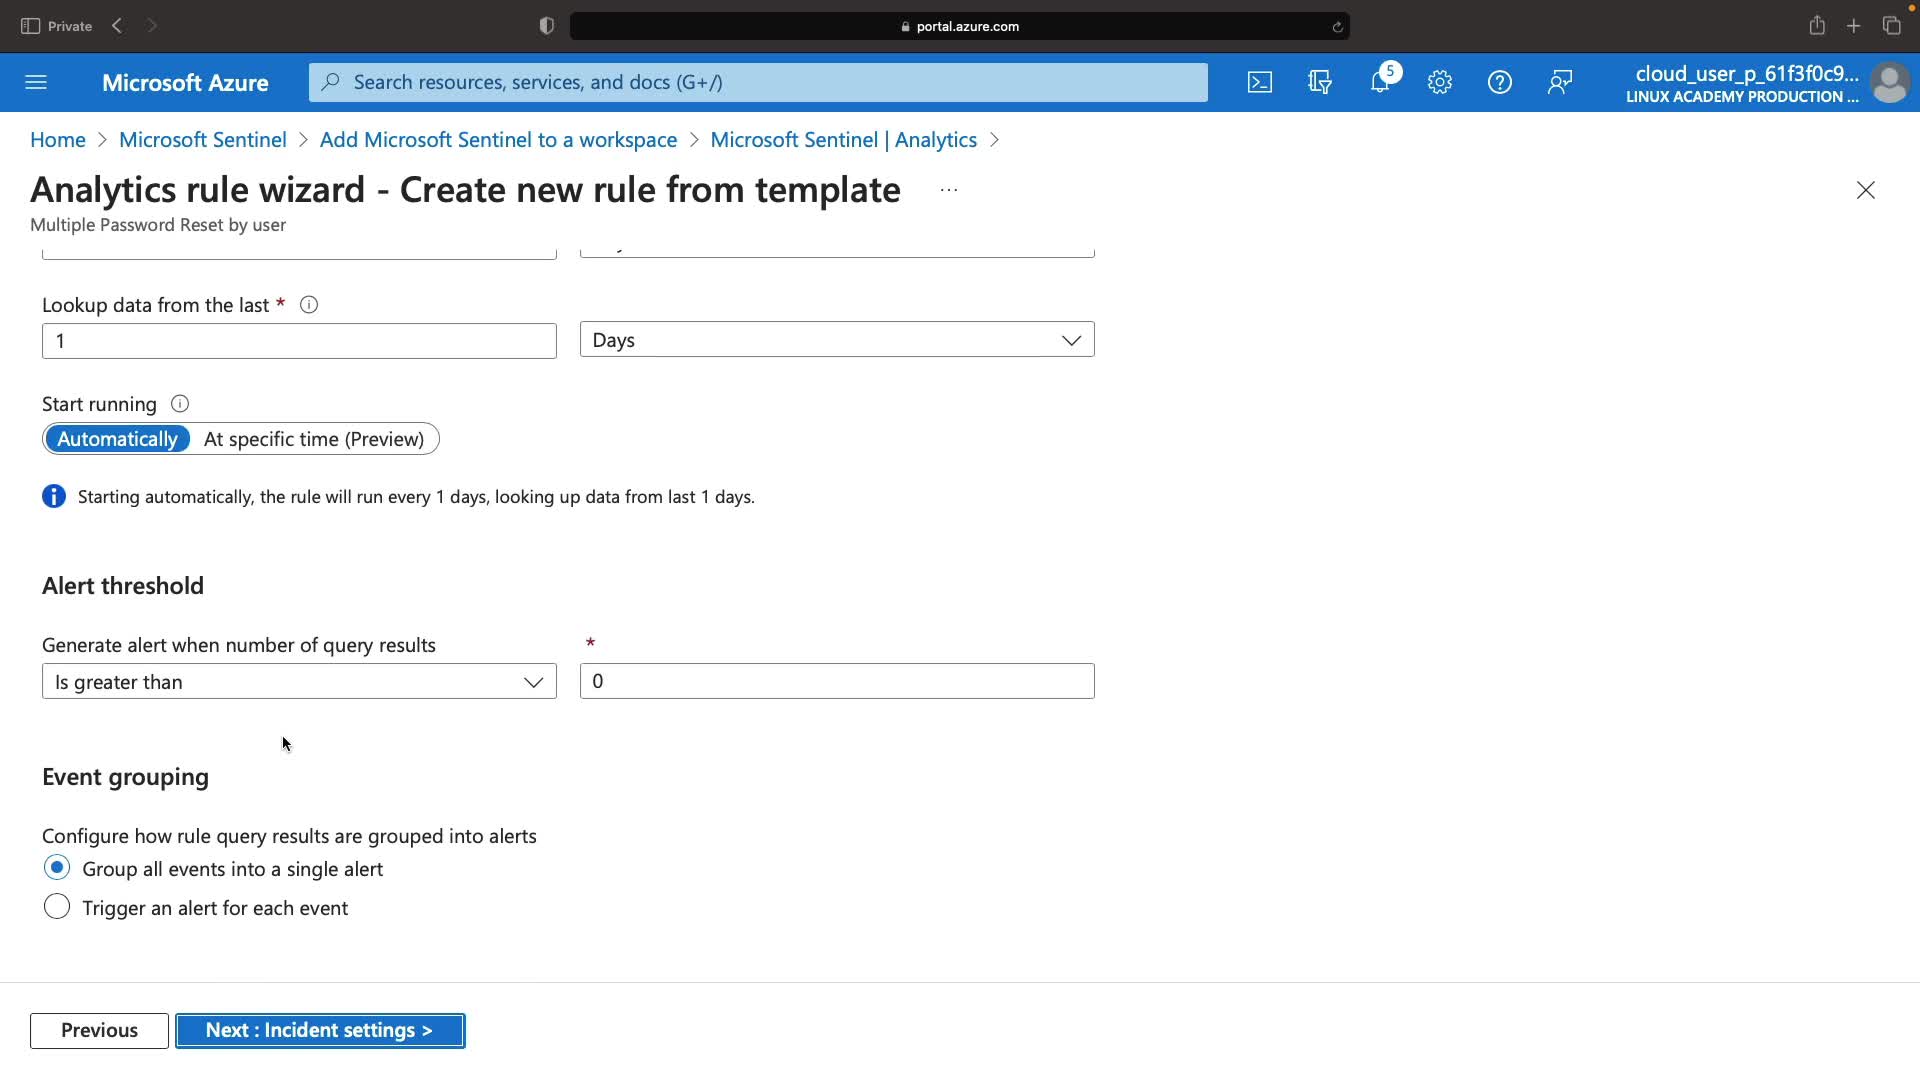 Private
portal.azure.com
Microsoft Azure
Search resources, services, and docs (G+/)
5
cloud_user_p_61f3f0c9...
LINUX ACADEMY PRODUCTION ...
Home > Microsoft Sentinel > Add Microsoft Sentinel to a workspace > Microsoft Sentinel | Analytics >
Analytics rule wizard - Create new rule from template ...
Multiple Password Reset by user
Lookup data from the last *
1
Days
Start running
Automatically
At specific time (Preview)
Starting automatically, the rule will run every 1 days, looking up data from last 1 days.
Alert threshold
Generate alert when number of query results *
Is greater than
0
Event grouping
Configure how rule query results are grouped into alerts
Group all events into a single alert
Trigger an alert for each event
Previous
Next : Incident settings >